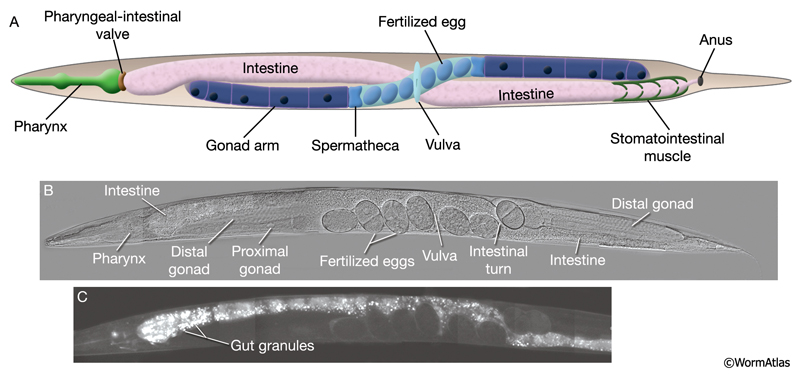 A
Pharyngeal-intestinal
valve
Fertilized egg
Anus
Intestine
Intestine
Pharynx
Gonad arm
Spermatheca
Vulva
Stomatointestinal
muscle
B
Intestine
Distal gonad
Pharynx
Distal
gonad
Proximal
gonad
Fertilized eggs
Vulva
Intestinal
turn
Intestine
C
Gut granules
©WormAtlas